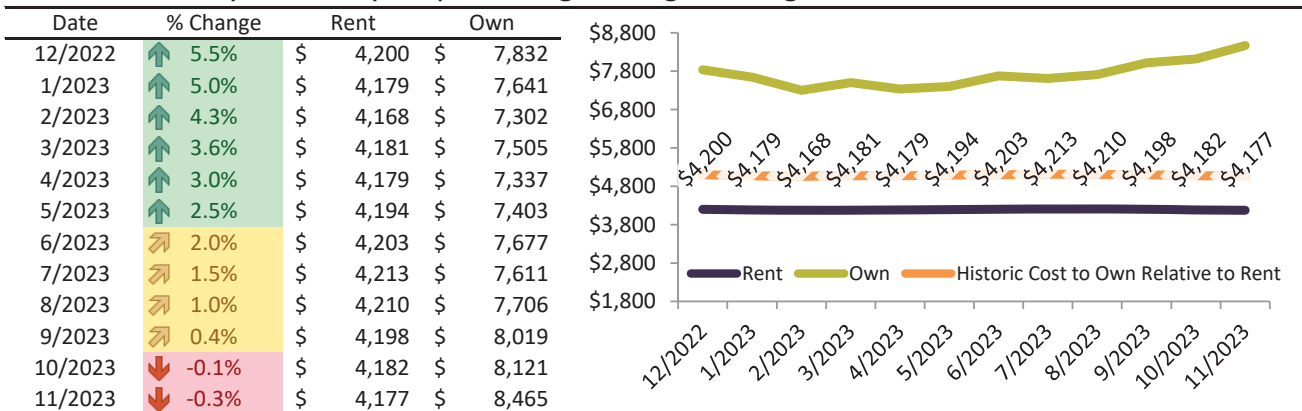 Date % Change Rent Own
12/2022 5.5% $ 4,200 $ 7,832
1/2023 5.0% $ 4,179 $ 7,641
2/2023 4.3% $ 4,168 $ 7,302
3/2023 3.6% $ 4,181 $ 7,505
4/2023 3.0% $ 4,179 $ 7,337
5/2023 2.5% $ 4,194 $ 7,403
6/2023 2.0% $ 4,203 $ 7,677
7/2023 1.5% $ 4,213 $ 7,611
8/2023 1.0% $ 4,210 $ 7,706
9/2023 0.4% $ 4,198 $ 8,019
10/2023 -0.1% $ 4,182 $ 8,121
11/2023 -0.3% $ 4,177 $ 8,465
$8,800
$7,800
$6,800
$5,800
$4,800
$3,800
$2,800
$1,800
$4,200 $4,179 $4,168 $4,181 $4,179 $4,194 $4,203 $4,213 $4,210 $4,198 $4,182 $4,177
Rent Own Historic Cost to Own Relative to Rent
12/2022 1/2023 2/2023 3/2023 4/2023 5/2023 6/2023 7/2023 8/2023 9/2023 10/2023 11/2023